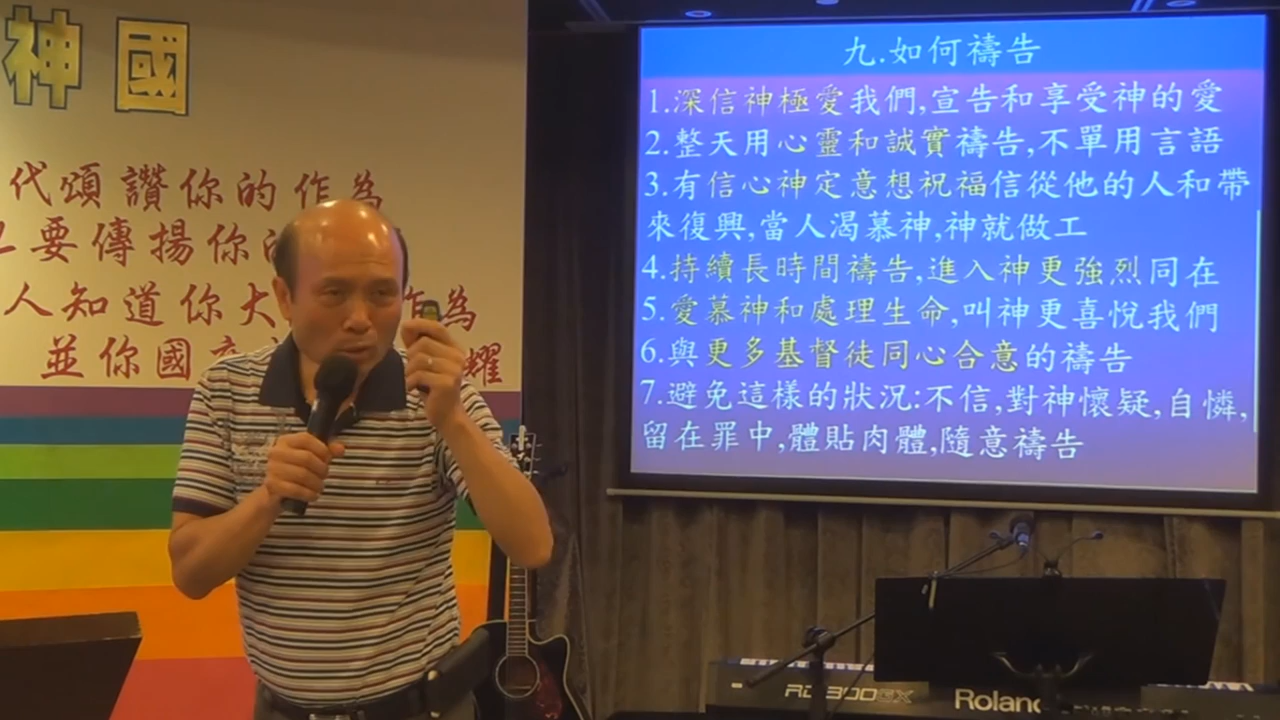 神國
代頌讚你的作為
要傳揚你的
人知道你大 作為
並你國 耀
九.如何禱告
1.深信神極愛我們,宣告和享受神的愛
2.整天用心靈和誠實禱告,不單用言語
3.有信心神定意想祝福信從他的人和帶
來復興,當人渴慕神,神就做工
4.持續長時間禱告,進入神更強烈同在
5.愛慕神和處理生命,叫神更喜悅我們
6.與更多基督徒同心合意的禱告
7.避免這樣的狀況:不信,對神懷疑,自憐,
留在罪中,體貼肉體,隨意禱告
RD 300GX
Roland